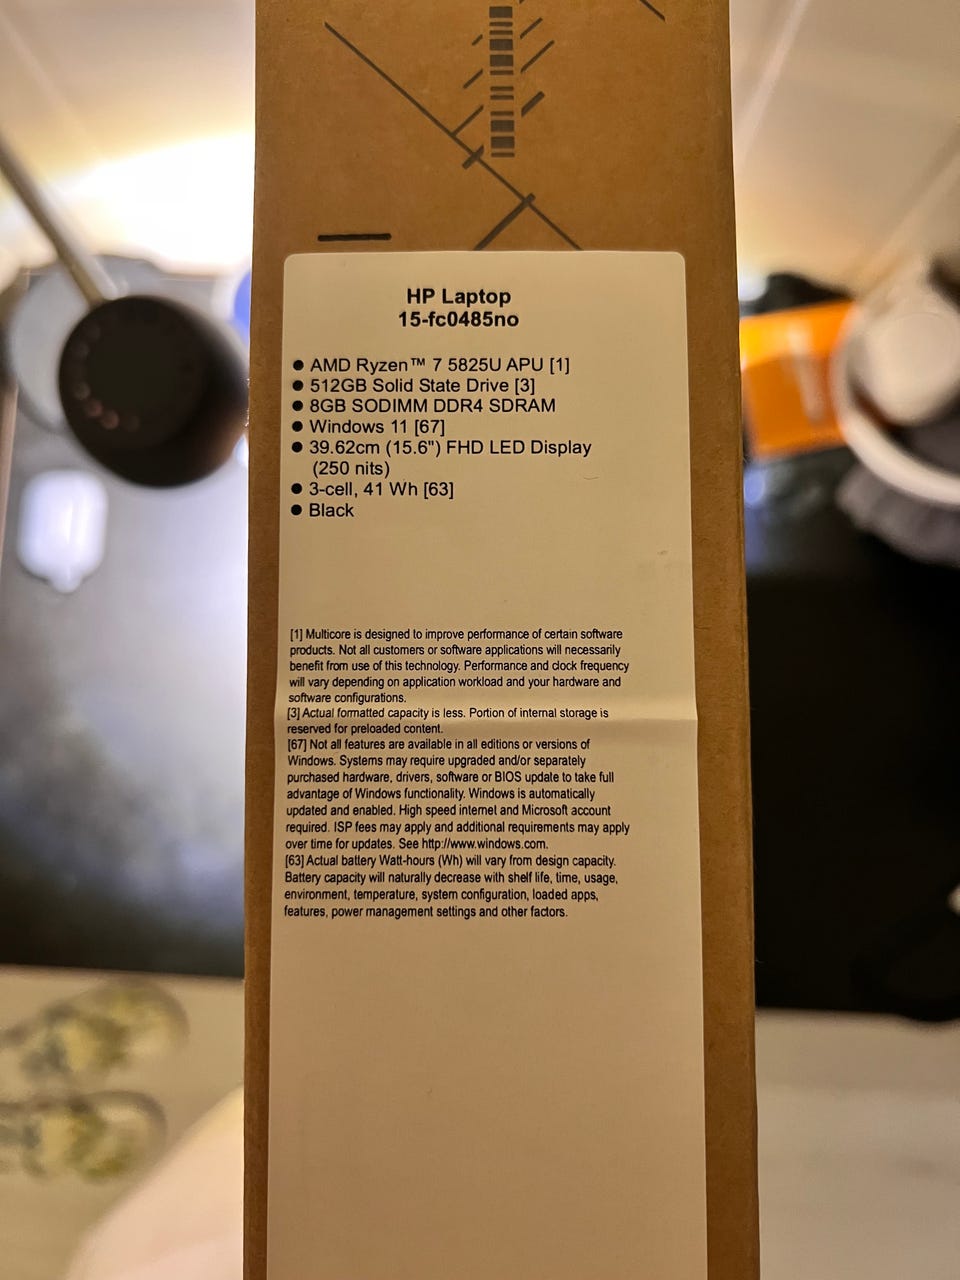 HP Laptop
15-fc0485no
● AMD Ryzen™ 7 5825U APU [1]
● 512GB Solid State Drive [3]
● 8GB SODIMM DDR4 SDRAM
● Windows 11 [67]
● 39.62cm (15.6") FHD LED Display
(250 nits)
● 3-cell, 41 Wh [63]
● Black
[1] Multicore is designed to improve performance of certain software
products. Not all customers or software applications will necessarily
benefit from use of this technology. Performance and clock frequency
will vary depending on application workload and your hardware and
software configurations.
[3] Actual formatted capacity is less. Portion of internal storage is
reserved for preloaded content.
[67] Not all features are available in all editions or versions of
Windows. Systems may require upgraded and/or separately
purchased hardware, drivers, software or BIOS update to take full
advantage of Windows functionality. Windows is automatically
updated and enabled. High speed internet and Microsoft account
required. ISP fees may apply and additional requirements may apply
over time for updates. See http://www.windows.com.
[63] Actual battery Watt-hours (Wh) will vary from design capacity.
Battery capacity will naturally decrease with shelf life, time, usage,
environment, temperature, system configuration, loaded apps,
features, power management settings and other factors.